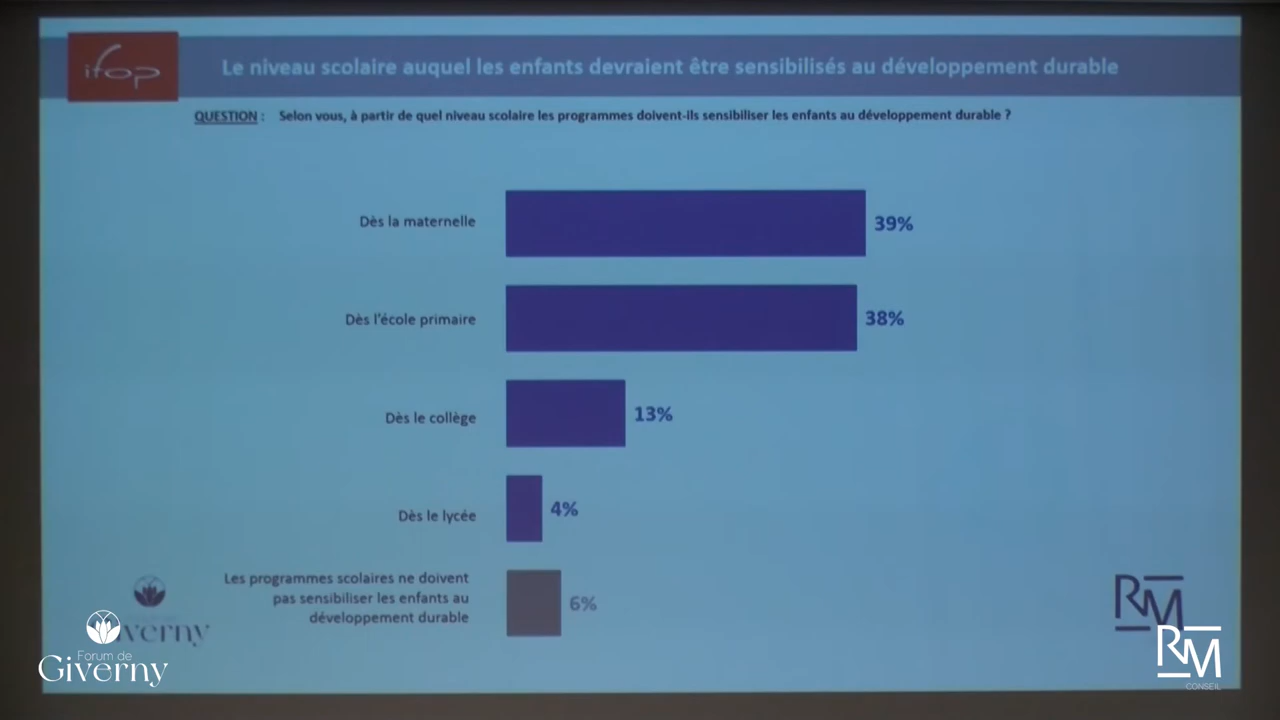 ifop
Le niveau scolaire auquel les enfants devraient être sensibilisés au développement durable
QUESTION : Selon vous, à partir de quel niveau scolaire les programmes doivent-ils sensibiliser les enfants au développement durable ?
Dès la maternelle
39%
Dès l'école primaire
38%
Dès le collège
13%
Dès le lycée
4%
Les programmes scolaires ne doivent
pas sensibiliser les enfants au
développement durable
6%
Forum de
Giverny
RM
RM
CONSEIL